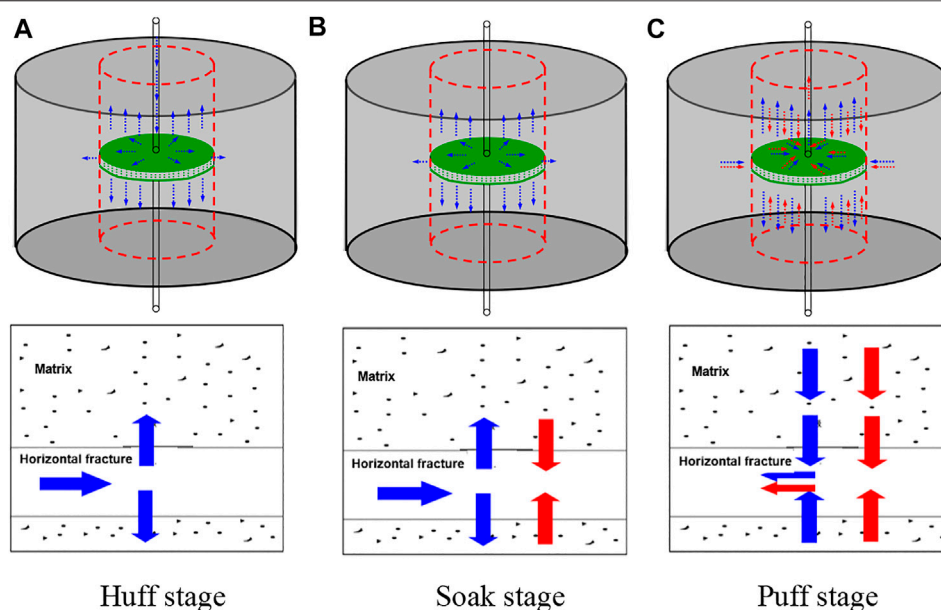 A
B
C
Matrix
Horizontal fracture
Matrix
Horizontal fracture
Matrix
Horizontal fracture
Huff stage
Soak stage
Puff stage